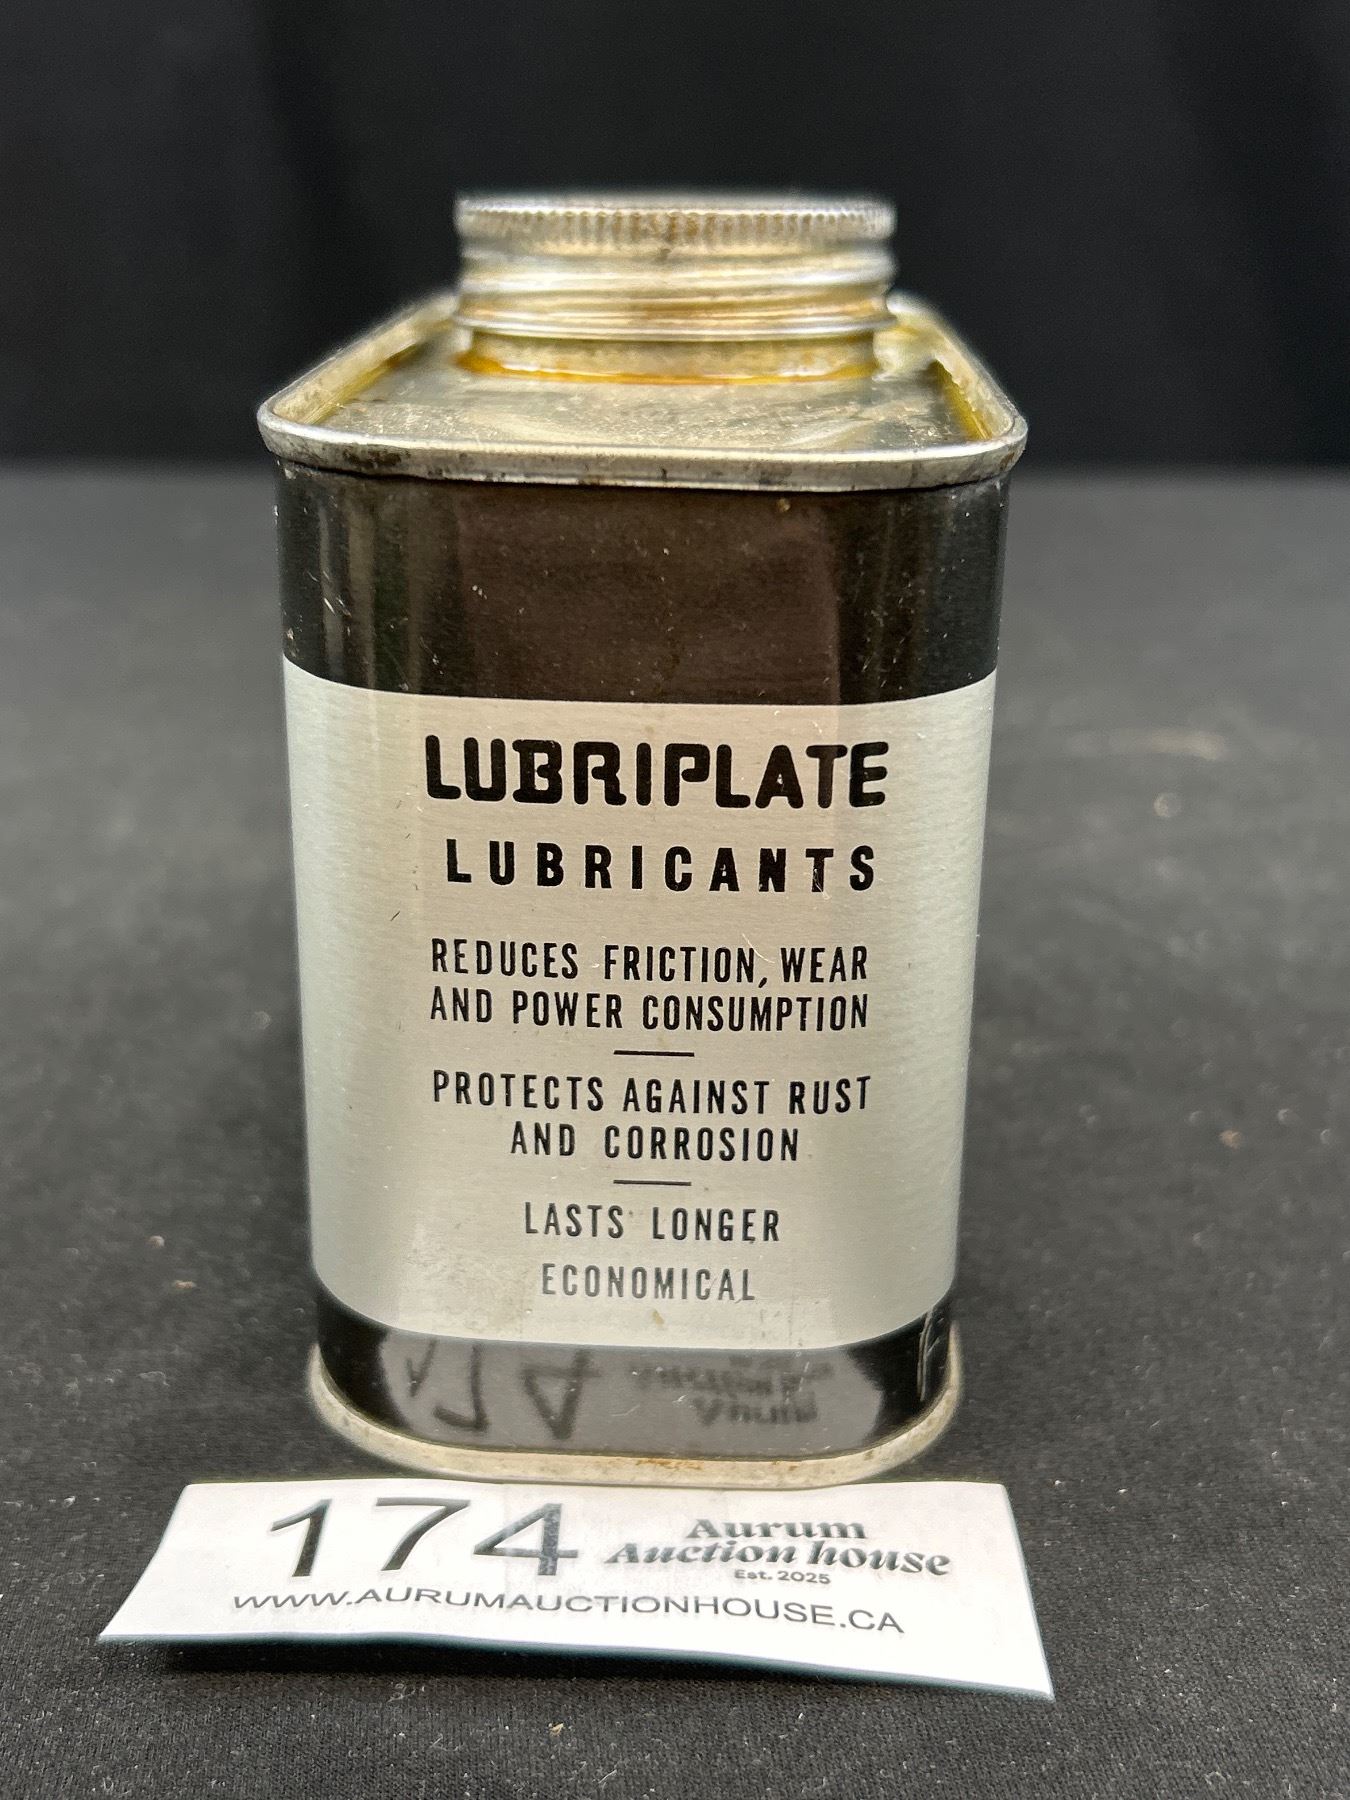 LUBRIPLATE
LUBRICANTS
REDUCES FRICTION, WEAR
AND POWER CONSUMPTION
PROTECTS AGAINST RUST
AND CORROSION
LASTS LONGER
ECONOMICAL
174
Aurum
Auction house
Est. 2025
WWW.AURUMAUCTIONHOUSE.CA